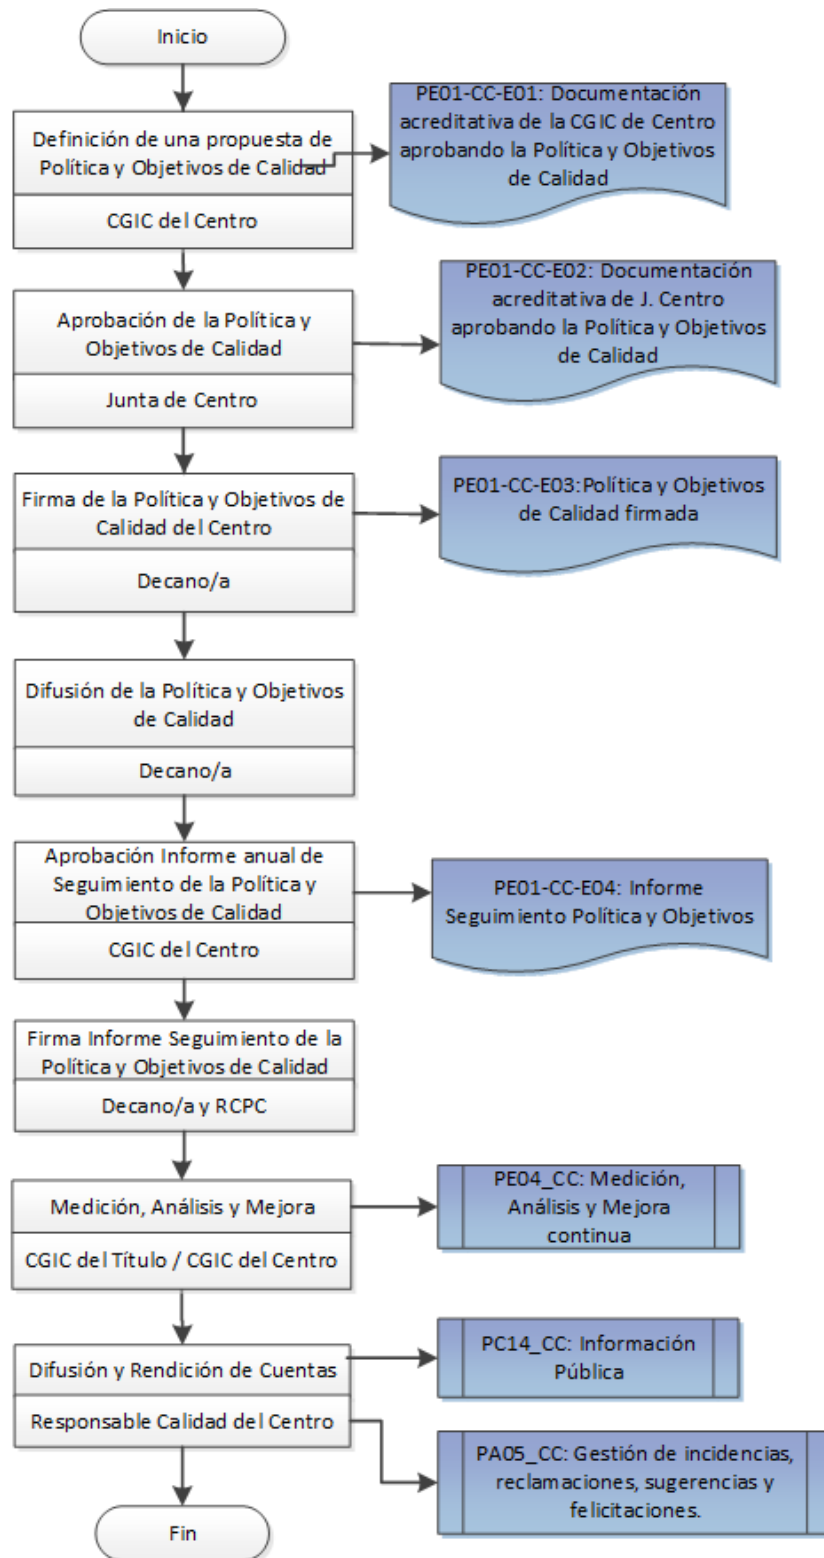 Inicio
Definición de una propuesta de
Política y Objetivos de Calidad
CGIC del Centro
PE01-CC-E01: Documentación
acreditativa de la CGIC de Centro
aprobando la Política y Objetivos
de Calidad
Aprobación de la Política y
Objetivos de Calidad
Junta de Centro
PE01-CC-E02: Documentación
acreditativa de J. Centro
aprobando la Política y Objetivos
de Calidad
Firma de la Política y Objetivos de
Calidad del Centro
Decano/a
PE01-CC-E03:Política y Objetivos
de Calidad firmada
Difusión de la Política y Objetivos
de Calidad
Decano/a
Aprobación Informe anual de
Seguimiento de la Política y
Objetivos de Calidad
CGIC del Centro
PE01-CC-E04: Informe
Seguimiento Política y Objetivos
Firma Informe Seguimiento de la
Política y Objetivos de Calidad
Decano/a y RCPC
Medición, Análisis y Mejora
CGIC del Título / CGIC del Centro
PE04_CC: Medición,
Análisis y Mejora
continua
Difusión y Rendición de Cuentas
Responsable Calidad del Centro
PC14_CC: Información
Pública
PA05_CC: Gestión de incidencias,
reclamaciones, sugerencias y
felicitaciones.
Fin